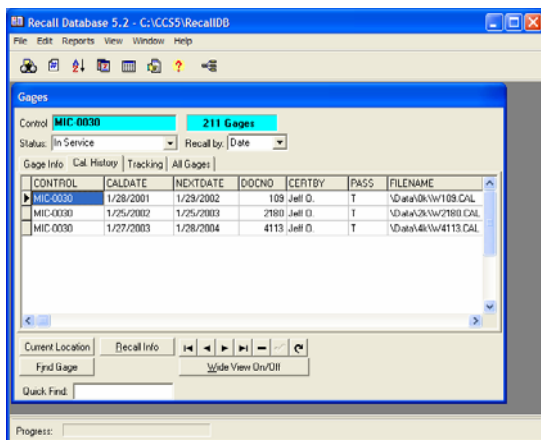 Recall Database 5.2 - C:\CCS5\RecallDB
File Edit Reports View Window Help
Gages
Control MIC-0030 211 Gages
Status: In Service Recall by: Date
Gage Info Cal. History Tracking All Gages
CONTROL CALDATE NEXTDATE DOCNO CERTBY PASS FILENAME
MIC-0030 1/28/2001 1/29/2002 109 Jeff O. T \Data\0k\W109.CAL
MIC-0030 1/25/2002 1/25/2003 2180 Jeff O. T \Data\2k\W2180.CAL
MIC-0030 1/27/2003 1/28/2004 4113 Jeff O. T \Data\4k\W4113.CAL
Current Location Recall Info
Find Gage Wide View On/Off
Quick Find:
Progress: